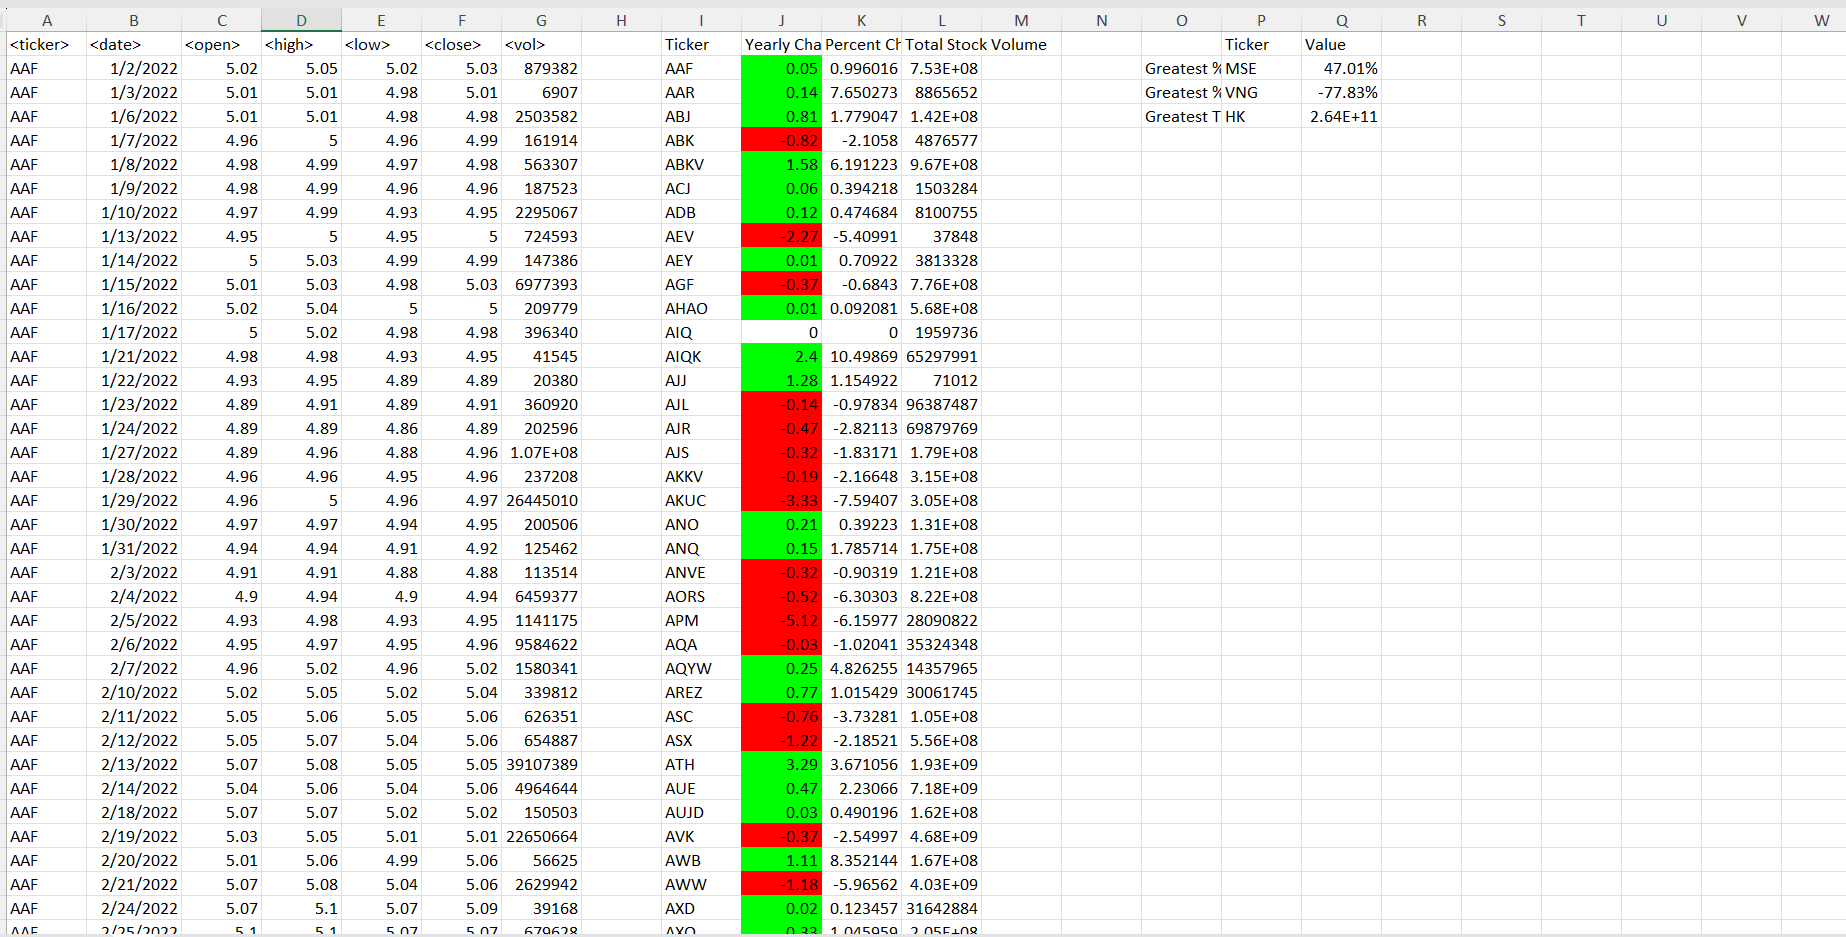 A B C D E F G H I J K L M N O P Q R S T U V W
<ticker> <date> <open> <high> <low> <close> <vol> Ticker Yearly Cha Percent Ch Total Stock Volume Ticker Value
AAF 1/2/2022 5.02 5.05 5.02 5.03 879382 AAF 0.05 0.996016 7.53E+08 Greatest % MSE 47.01%
AAF 1/3/2022 5.01 5.01 4.98 5.01 6907 AAR 0.14 7.650273 8865652 Greatest % VNG -77.83%
AAF 1/6/2022 5.01 5.01 4.98 4.98 2503582 ABJ 0.81 1.779047 1.42E+08 Greatest T HK 2.64E+11
AAF 1/7/2022 4.96 5 4.96 4.99 161914 ABK -0.82 -2.1058 4876577
AAF 1/8/2022 4.98 4.99 4.97 4.98 563307 ABKV 1.58 6.191223 9.67E+08
AAF 1/9/2022 4.98 4.99 4.96 4.96 187523 ACJ 0.06 0.394218 1503284
AAF 1/10/2022 4.97 4.99 4.93 4.95 2295067 ADB 0.12 0.474684 8100755
AAF 1/13/2022 4.95 5 4.95 5 724593 AEV -2.27 -5.40991 37848
AAF 1/14/2022 5 5.03 4.99 4.99 147386 AEY 0.01 0.70922 3813328
AAF 1/15/2022 5.01 5.03 4.98 5.03 6977393 AGF -0.37 -0.6843 7.76E+08
AAF 1/16/2022 5.02 5.04 5 5 209779 AHAO 0.01 0.092081 5.68E+08
AAF 1/17/2022 5 5.02 4.98 4.98 396340 AIQ 0 0 1959736
AAF 1/21/2022 4.98 4.98 4.93 4.95 41545 AIQK 2.4 10.49869 65297991
AAF 1/22/2022 4.93 4.95 4.89 4.89 20380 AJJ 1.28 1.154922 71012
AAF 1/23/2022 4.89 4.91 4.89 4.91 360920 AJL -0.14 -0.97834 96387487
AAF 1/24/2022 4.89 4.89 4.86 4.89 202596 AJR -0.47 -2.82113 69879769
AAF 1/27/2022 4.89 4.96 4.88 4.96 1.07E+08 AJS -0.32 -1.83171 1.79E+08
AAF 1/28/2022 4.96 4.96 4.95 4.96 237208 AKKV -0.19 -2.16648 3.15E+08
AAF 1/29/2022 4.96 5 4.96 4.97 26445010 AKUC -3.33 -7.59407 3.05E+08
AAF 1/30/2022 4.97 4.97 4.94 4.95 200506 ANO 0.21 0.39223 1.31E+08
AAF 1/31/2022 4.94 4.94 4.91 4.92 125462 ANQ 0.15 1.785714 1.75E+08
AAF 2/3/2022 4.91 4.91 4.88 4.88 113514 ANVE -0.32 -0.90319 1.21E+08
AAF 2/4/2022 4.9 4.94 4.9 4.94 6459377 AORS -0.52 -6.30303 8.22E+08
AAF 2/5/2022 4.93 4.98 4.93 4.95 1141175 APM -5.12 -6.15977 28090822
AAF 2/6/2022 4.95 4.97 4.95 4.96 9584622 AQA -0.03 -1.02041 35324348
AAF 2/7/2022 4.96 5.02 4.96 5.02 1580341 AQYW 0.25 4.826255 14357965
AAF 2/10/2022 5.02 5.05 5.02 5.04 339812 AREZ 0.77 1.015429 30061745
AAF 2/11/2022 5.05 5.06 5.05 5.06 626351 ASC -0.76 -3.73281 1.05E+08
AAF 2/12/2022 5.05 5.07 5.04 5.06 654887 ASX -1.22 -2.18521 5.56E+08
AAF 2/13/2022 5.07 5.08 5.05 5.05 39107389 ATH 3.29 3.671056 1.93E+09
AAF 2/14/2022 5.04 5.06 5.04 5.06 4964644 AUE 0.47 2.23066 7.18E+09
AAF 2/18/2022 5.07 5.07 5.02 5.02 150503 AUJD 0.03 0.490196 1.62E+08
AAF 2/19/2022 5.03 5.05 5.01 5.01 22650664 AVK -0.37 -2.54997 4.68E+09
AAF 2/20/2022 5.01 5.06 4.99 5.06 56625 AWB 1.11 8.352144 1.67E+08
AAF 2/21/2022 5.07 5.08 5.04 5.06 2629942 AWW -1.18 -5.96562 4.03E+09
AAF 2/24/2022 5.07 5.1 5.07 5.09 39168 AXD 0.02 0.123457 31642884
AAF 2/25/2022 5.1 5.1 5.07 5.07 679628 0.33 1.045959 2.05E+08